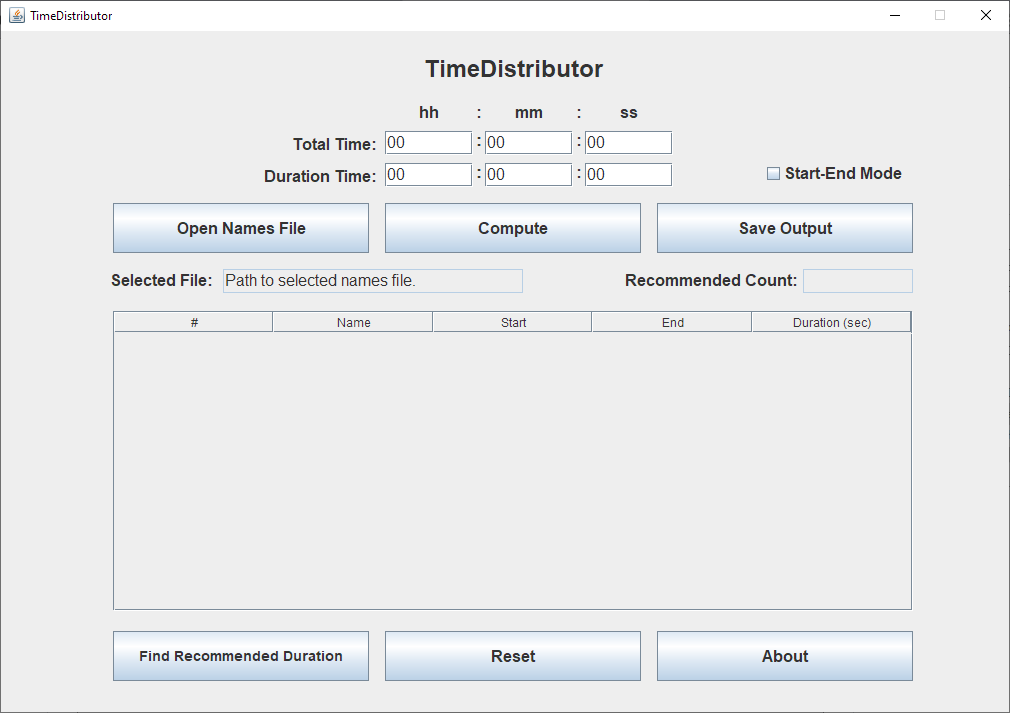 TimeDistributor
TimeDistributor
hh : mm : ss
Total Time: 00 : 00 : 00
Duration Time: 00 : 00 : 00 Start-End Mode
Open Names File Compute Save Output
Selected File: Path to selected names file. Recommended Count:
# Name Start End Duration (sec)
Find Recommended Duration Reset About